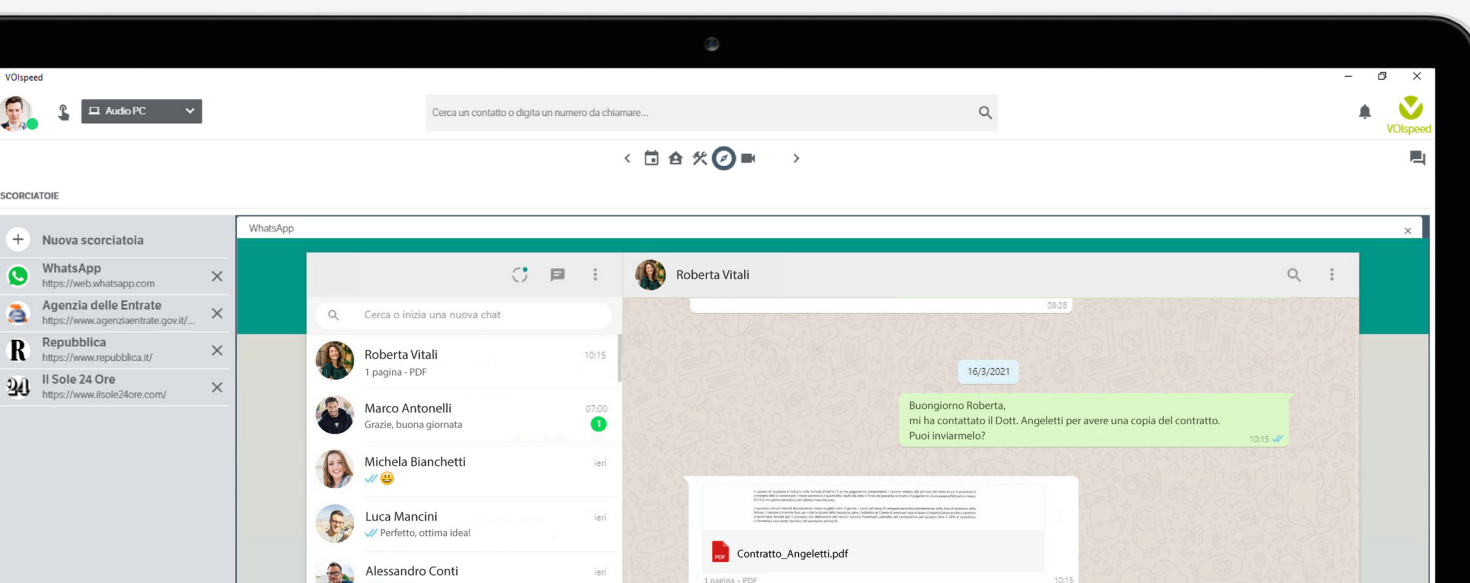 VOIspeed
Audio PC
Cerca un contatto o digita un numero da chiamare...
VOIspeed
SCORCIATOIE
Nuova scorciatoia
WhatsApp
https://web.whatsapp.com
Agenzia delle Entrate
https://www.agenziaentrate.gov.it/...
Repubblica
https://www.repubblica.it/
Il Sole 24 Ore
https://www.ilsole24ore.com/
R
24
WhatsApp
Cerca o inizia una nuova chat
Roberta Vitali
10:15
1 pagina - PDF
Marco Antonelli
07:00
Grazie, buona giornata
1
Michela Bianchetti
ieri
Luca Mancini
ieri
Perfetto, ottima idea!
Alessandro Conti
ieri
Roberta Vitali
08:28
16/3/2021
Buongiorno Roberta,
mi ha contattato il Dott. Angeletti per avere una copia del contratto.
Puoi inviarmelo?
10:15
PDF
Contratto_Angeletti.pdf
1 pagina - PDF
10:15